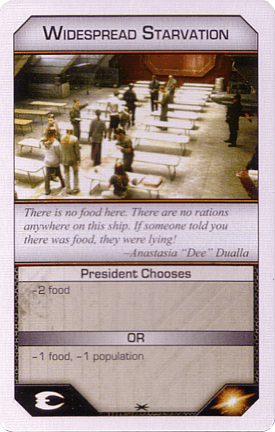 WIDESPREAD STARVATION
There is no food here. There are no rations
anywhere on this ship. If someone told you
there was food, they were lying!
–Anastasia “Dee” Dualla
President Chooses
–2 food
OR
–1 food, –1 population